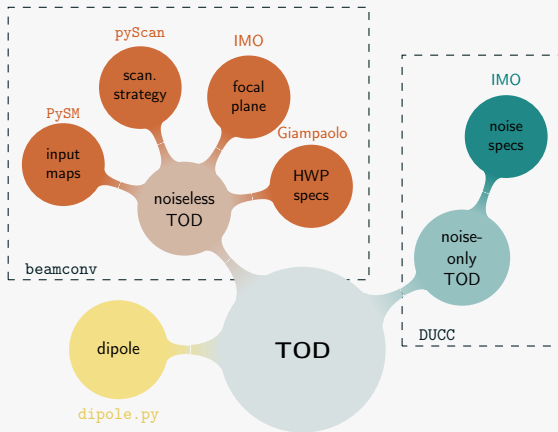 pyScan
scan.
strategy
IMO
focal
plane
PySM
input
maps
Giampaolo
HWP
specs
noiseless
TOD
beamconv
IMO
noise
specs
noise-
only
TOD
DUCC
TOD
dipole
dipole.py